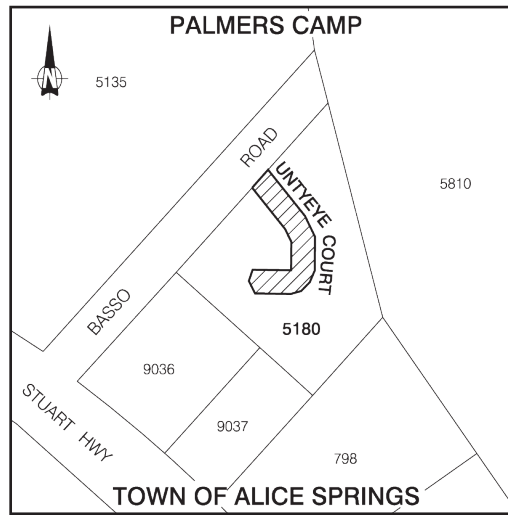 PALMERS CAMP
N
5135
ROAD
UNTYEYE COURT
5810
BASSO
5180
9036
STUART HWY
9037
798
TOWN OF ALICE SPRINGS